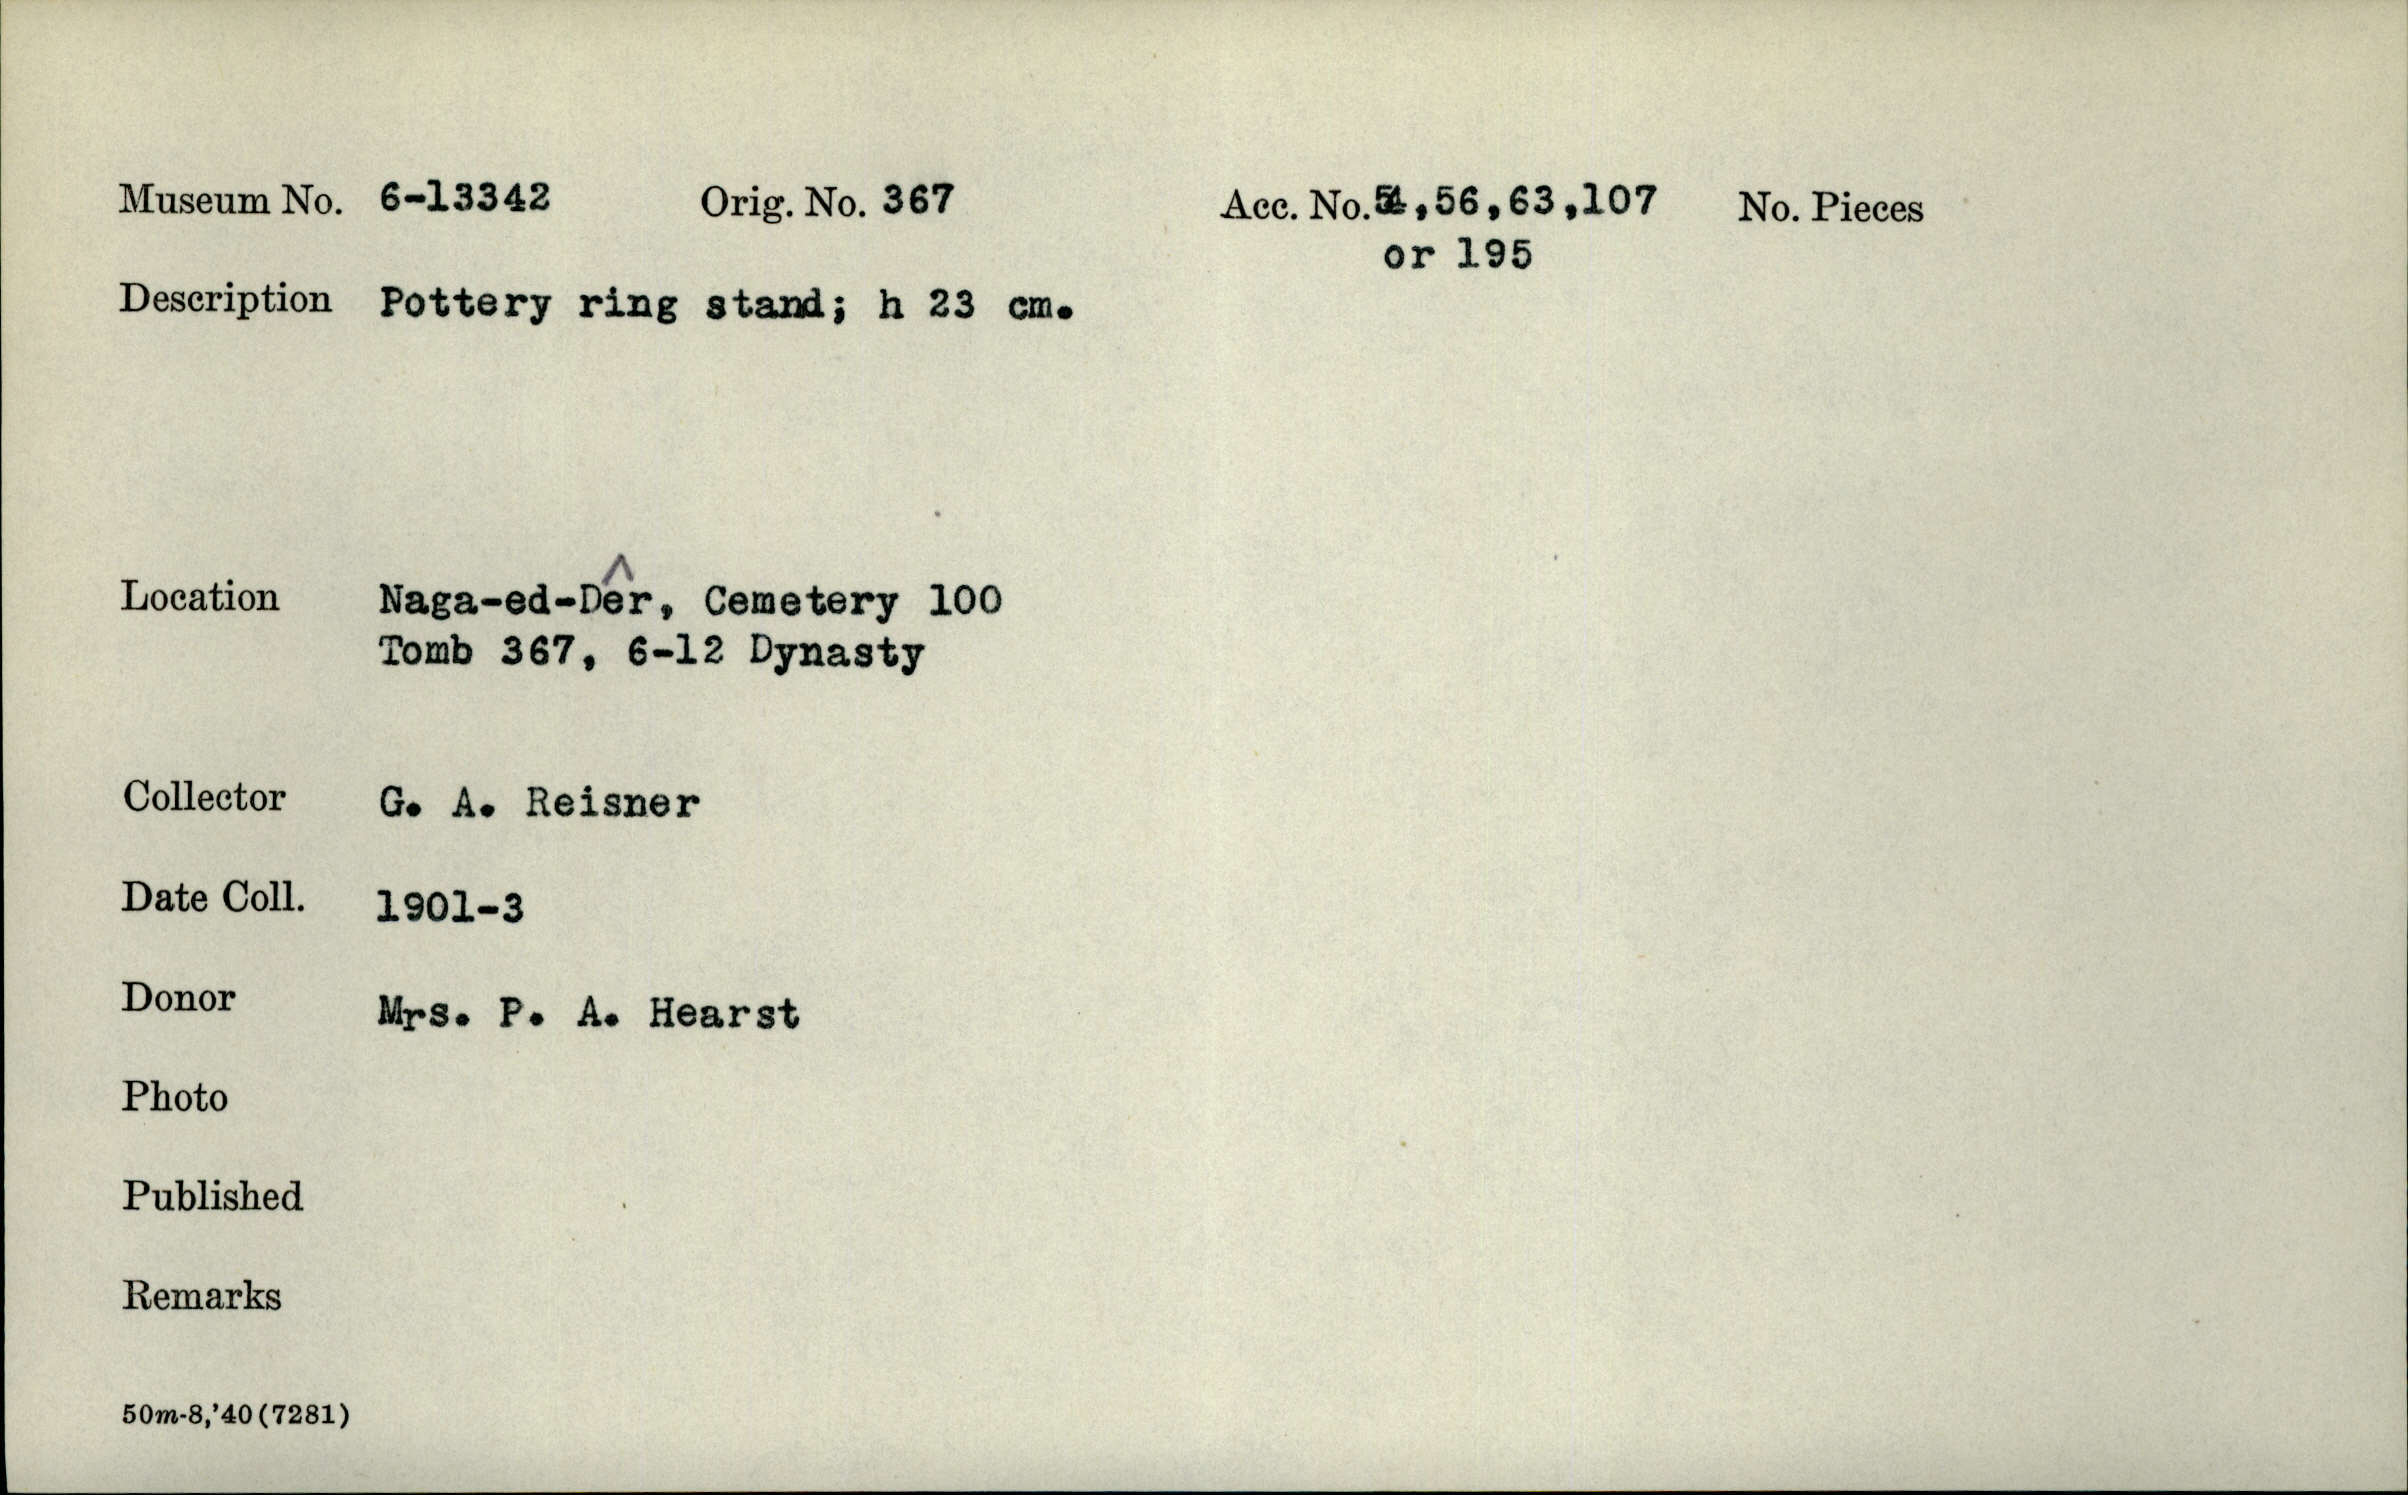 Museum No. 6-13342 Orig. No. 367 Acc. No. 54,56,63,107 No. Pieces
or 195
Description Pottery ring stand; h 23 cm.
Location Naga-ed-Dêr, Cemetery 100
Tomb 367, 6-12 Dynasty
Collector G. A. Reisner
Date Coll. 1901-3
Donor Mrs. P. A. Hearst
Photo
Published
Remarks
50m-8,'40(7281)